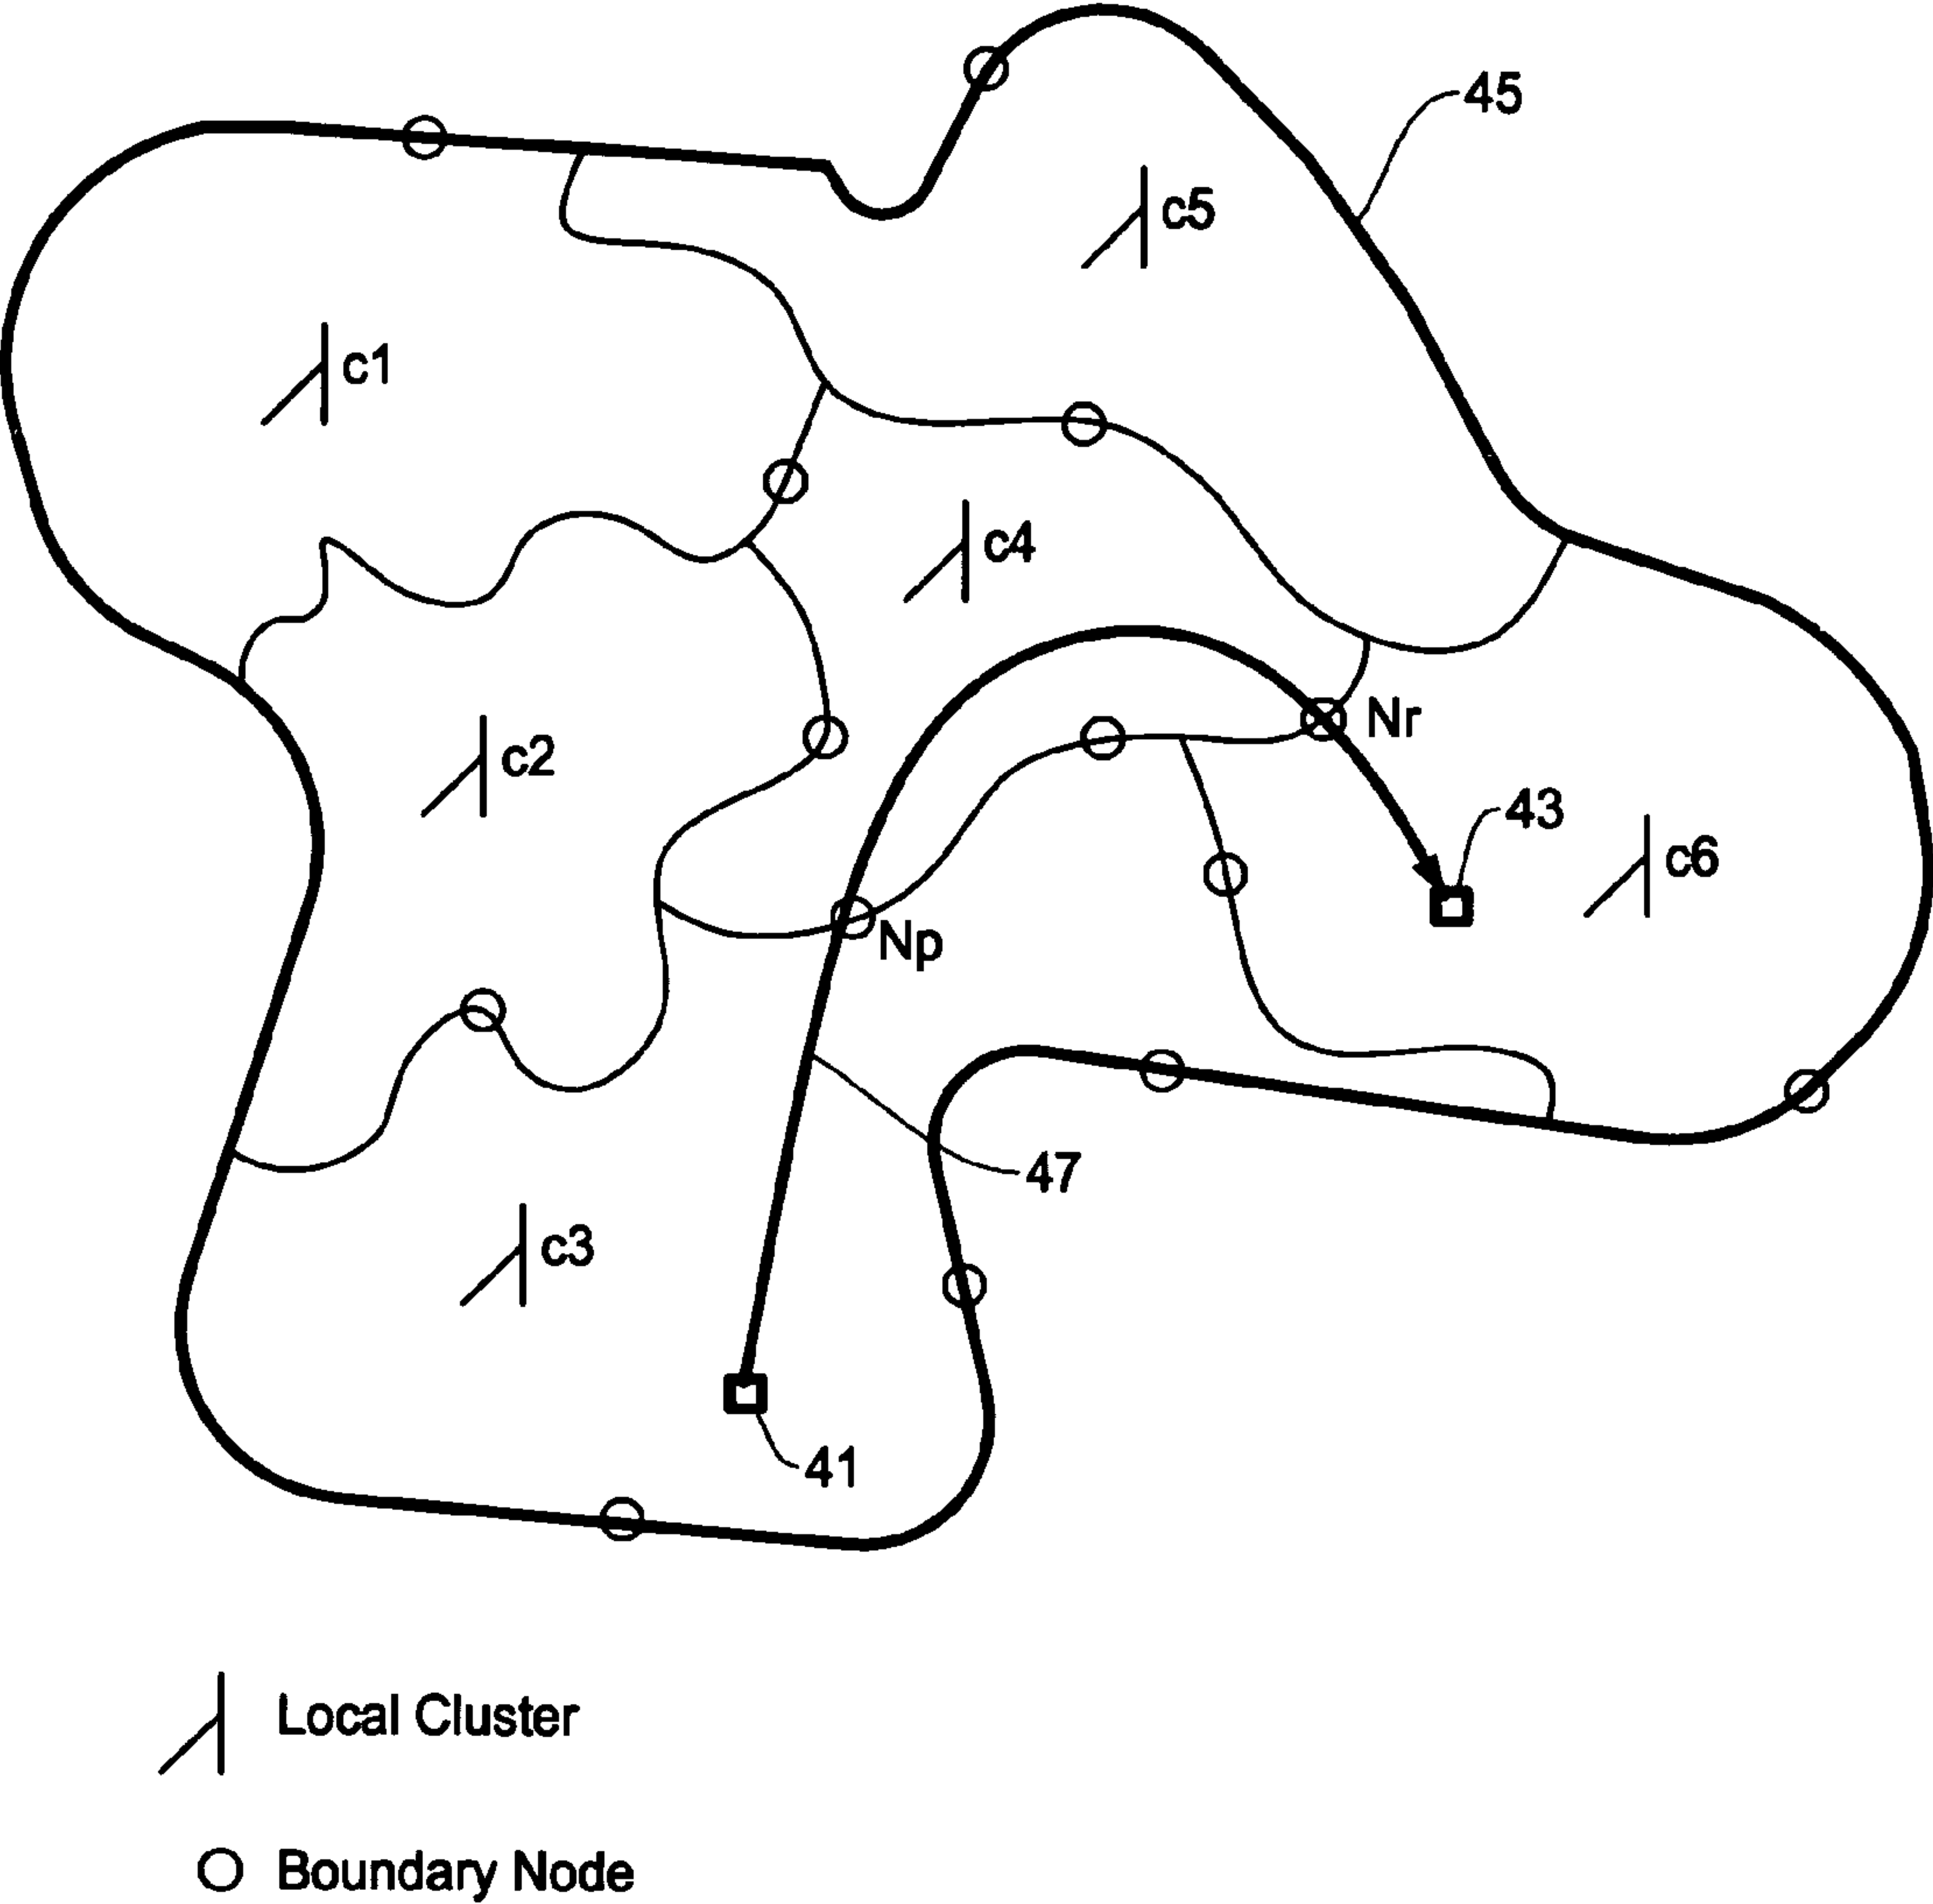 45
c5
c1
c4
Nr
c2
43
c6
Np
47
c3
41
Local Cluster
Boundary Node